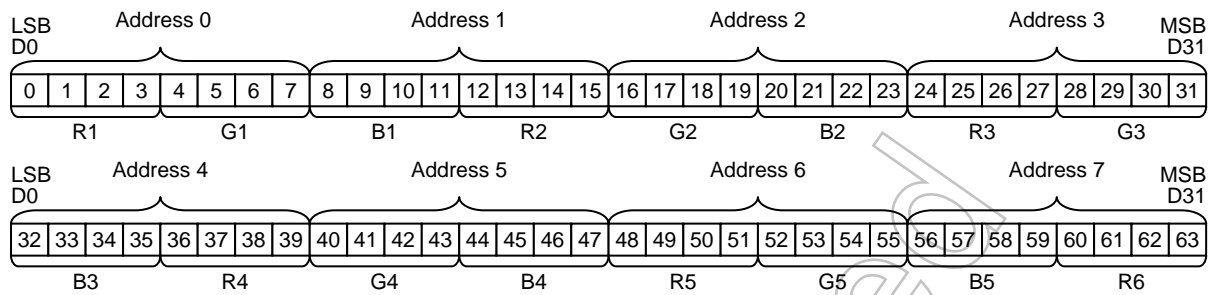 LSB Address 0 Address 1 Address 2 Address 3 MSB
D0 D31
0 1 2 3 4 5 6 7 8 9 10 11 12 13 14 15 16 17 18 19 20 21 22 23 24 25 26 27 28 29 30 31
R1 G1 B1 R2 G2 B2 R3 G3
LSB Address 4 Address 5 Address 6 Address 7 MSB
D0 D31
32 33 34 35 36 37 38 39 40 41 42 43 44 45 46 47 48 49 50 51 52 53 54 55 56 57 58 59 60 61 62 63
B3 R4 G4 B4 R5 G5 B5 R6